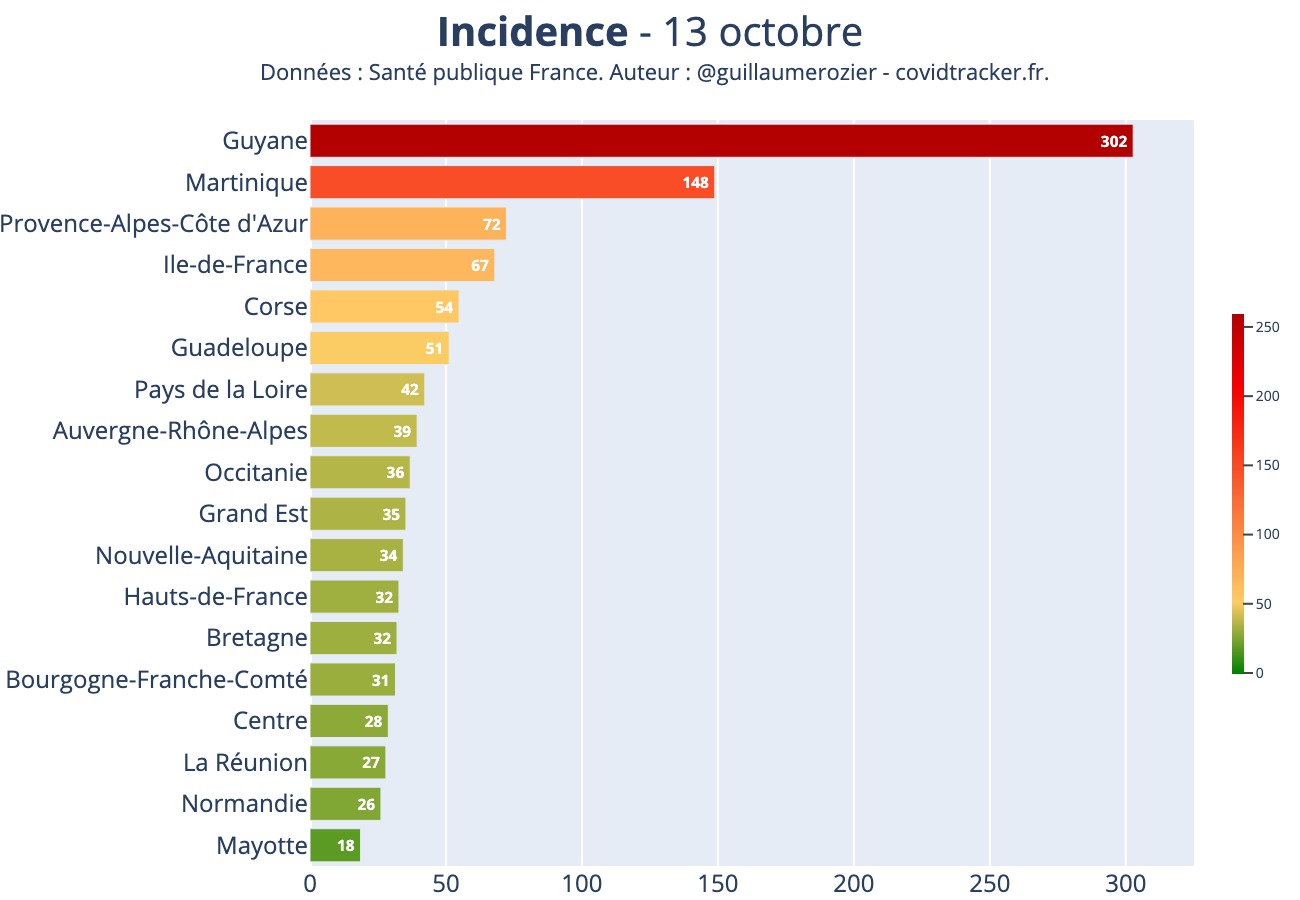 Incidence - 13 octobre
Données : Santé publique France. Auteur : @guillaumerozier - covidtracker.fr.
Guyane 302
Martinique 148
Provence-Alpes-Côte d'Azur 72
Ile-de-France 67
Corse 54
Guadeloupe 51
Pays de la Loire 42
Auvergne-Rhône-Alpes 39
Occitanie 36
Grand Est 35
Nouvelle-Aquitaine 34
Hauts-de-France 32
Bretagne 32
Bourgogne-Franche-Comté 31
Centre 28
La Réunion 27
Normandie 26
Mayotte 18
0 50 100 150 200 250 300
250
200
150
100
50
0